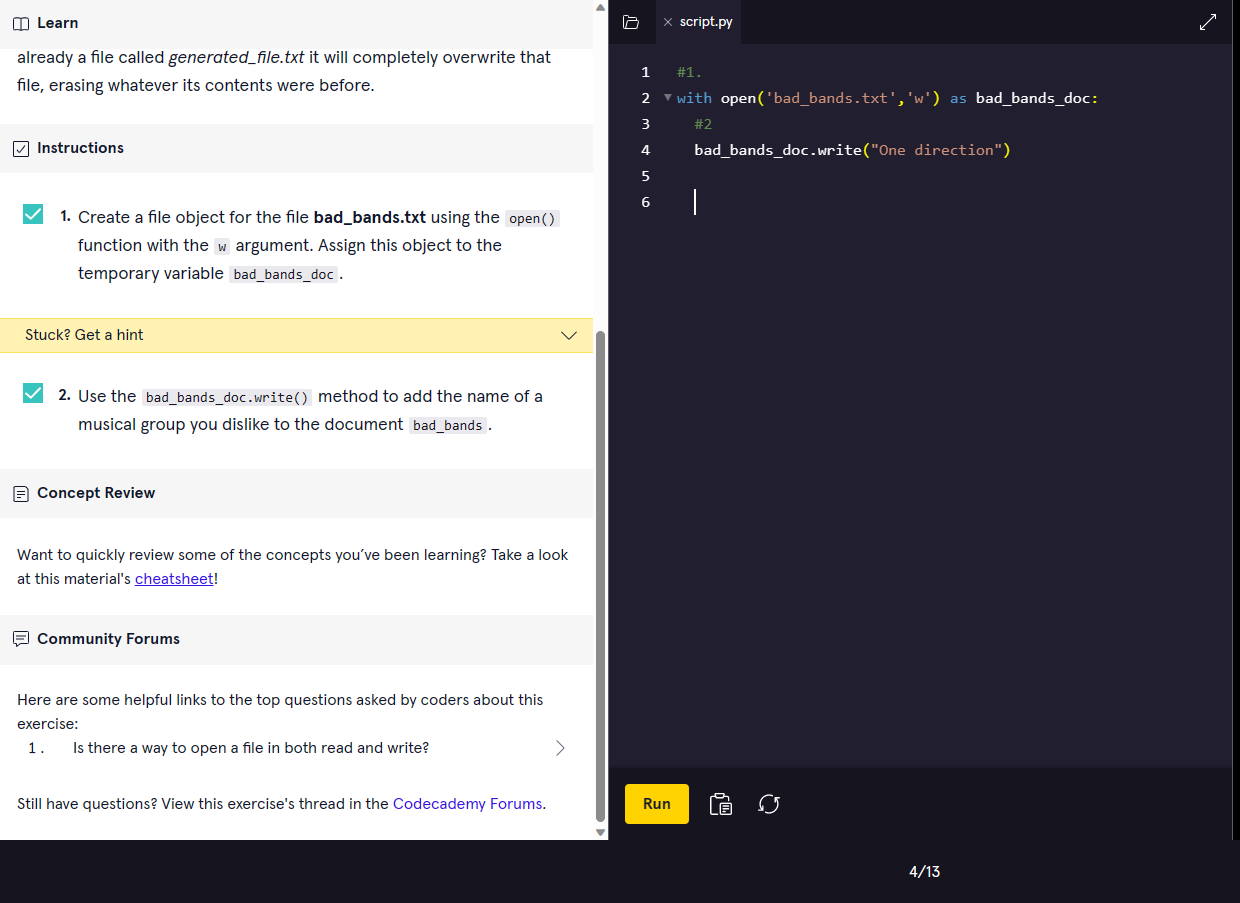 Learn
already a file called generated_file.txt it will completely overwrite that
file, erasing whatever its contents were before.
Instructions
1. Create a file object for the file bad_bands.txt using the open()
function with the w argument. Assign this object to the
temporary variable bad_bands_doc.
Stuck? Get a hint
2. Use the bad_bands_doc.write() method to add the name of a
musical group you dislike to the document bad_bands.
Concept Review
Want to quickly review some of the concepts you’ve been learning? Take a look
at this material's cheatsheet!
Community Forums
Here are some helpful links to the top questions asked by coders about this
exercise:
1. Is there a way to open a file in both read and write?
Still have questions? View this exercise's thread in the Codecademy Forums.
script.py
1 #1.
2 with open('bad_bands.txt','w') as bad_bands_doc:
3 #2
4 bad_bands_doc.write("One direction")
5
6
Run
4/13